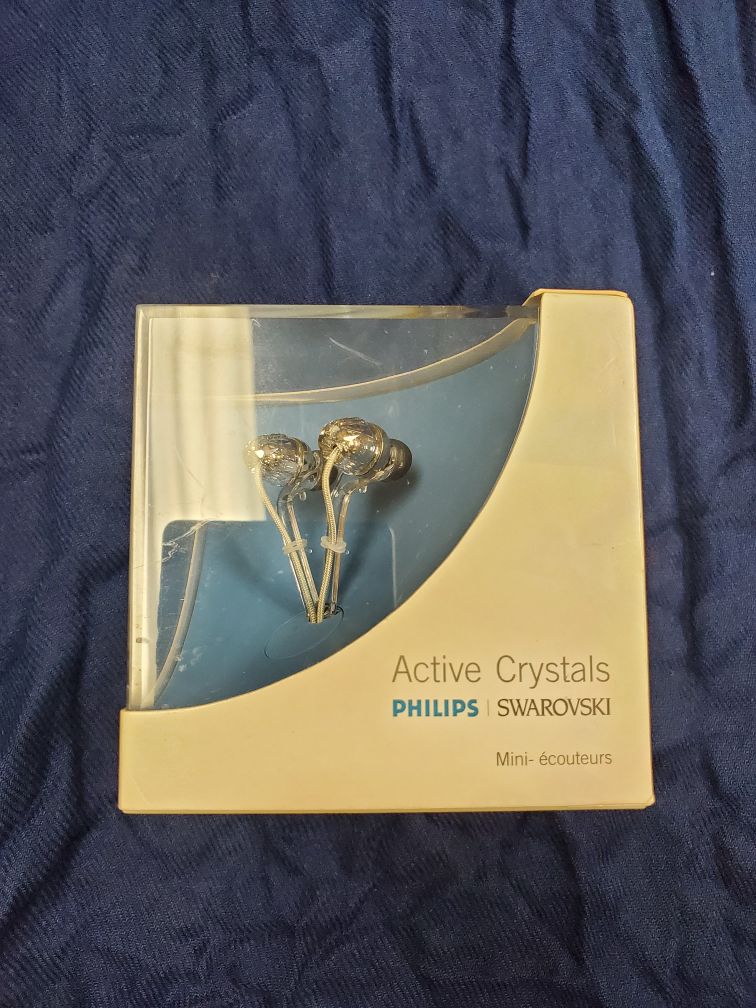 Active Crystals
PHILIPS | SWAROVSKI
Mini- écouteurs